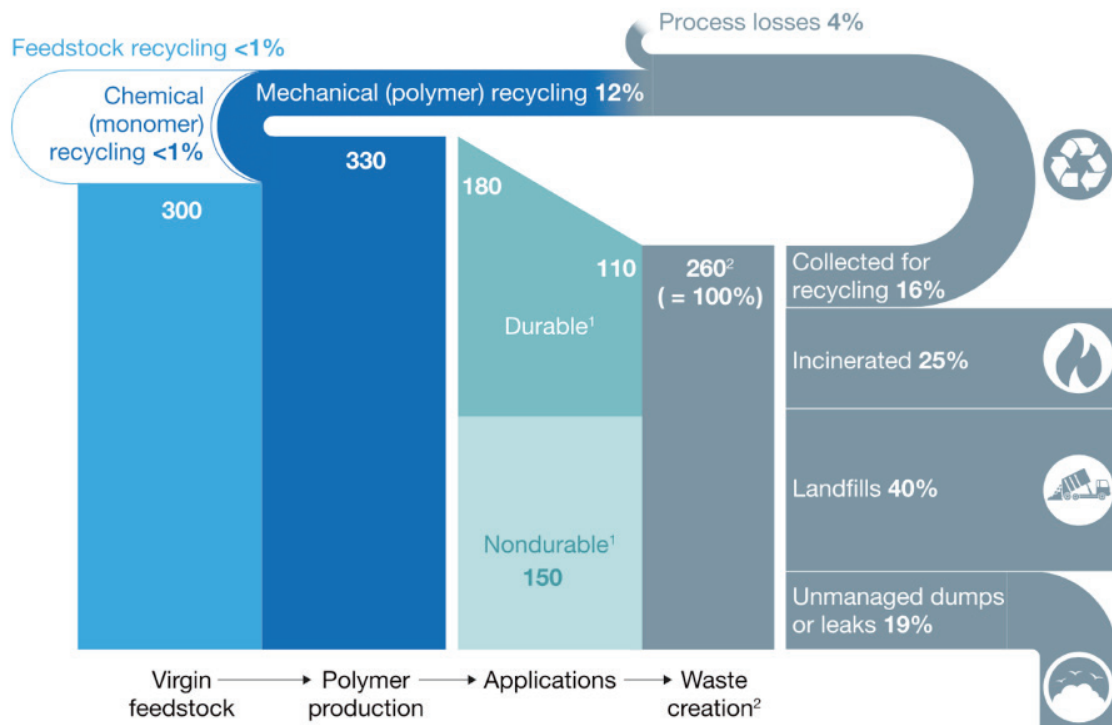 Process losses 4%
Feedstock recycling <1%
Chemical
(monomer)
recycling <1%
Mechanical (polymer) recycling 12%
300
330
180
110
Durable¹
Nondurable¹
150
260²
( = 100%)
Collected for
recycling 16%
Incinerated 25%
Landfills 40%
Unmanaged dumps
or leaks 19%
Virgin
feedstock
Polymer
production
Applications
Waste
creation²